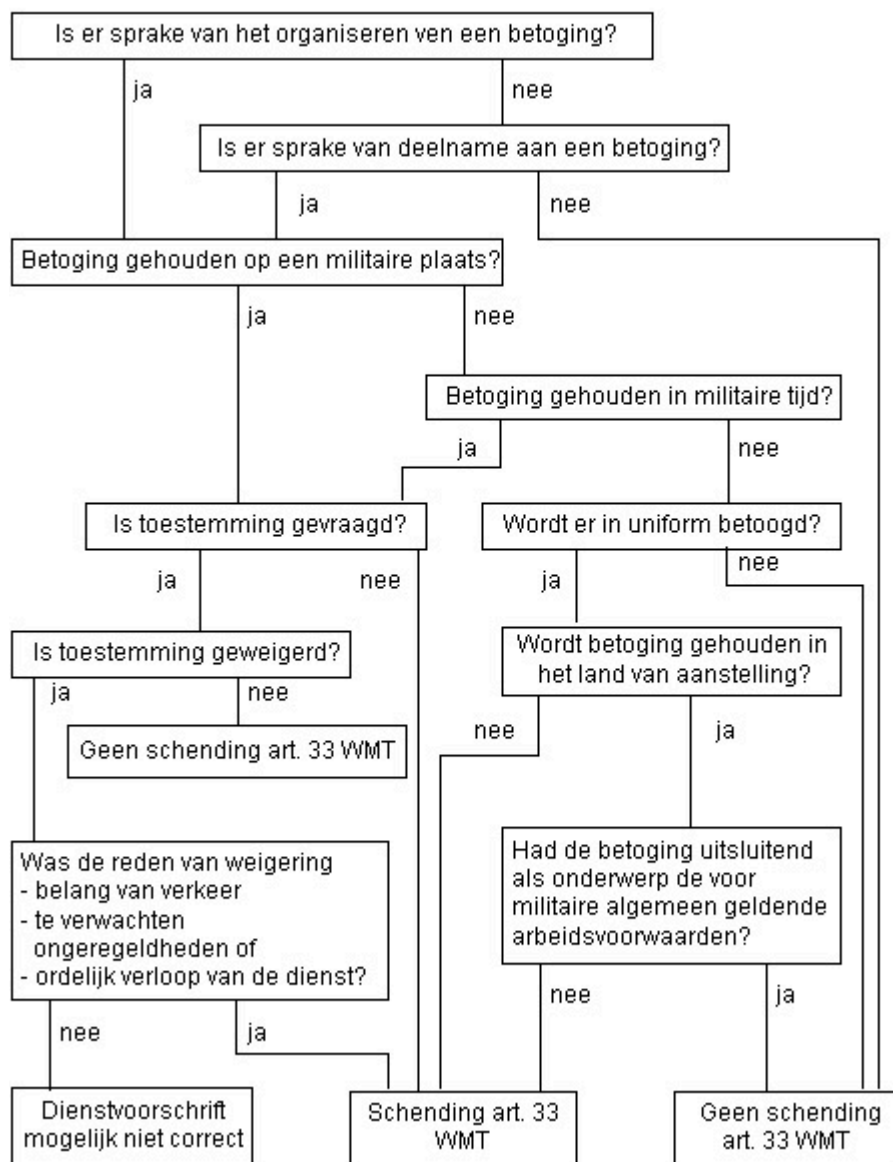 Is er sprake van het organiseren ven een betoging?
ja
nee
Is er sprake van deelname aan een betoging?
ja
nee
Betoging gehouden op een militaire plaats?
ja
nee
Betoging gehouden in militaire tijd?
ja
nee
Is toestemming gevraagd?
Wordt er in uniform betoogd?
ja
nee
ja
nee
Is toestemming geweigerd?
Wordt betoging gehouden in
het land van aanstelling?
ja
nee
nee
ja
Geen schending art. 33 WMT
Was de reden van weigering
- belang van verkeer
- te verwachten
ongeregeldheden of
- ordelijk verloop van de dienst?
Had de betoging uitsluitend
als onderwerp de voor
militaire algemeen geldende
arbeidsvoorwaarden?
nee
ja
nee
ja
Dienstvoorschrift
mogelijk niet correct
Schending art. 33
WMT
Geen schending
art. 33 WMT